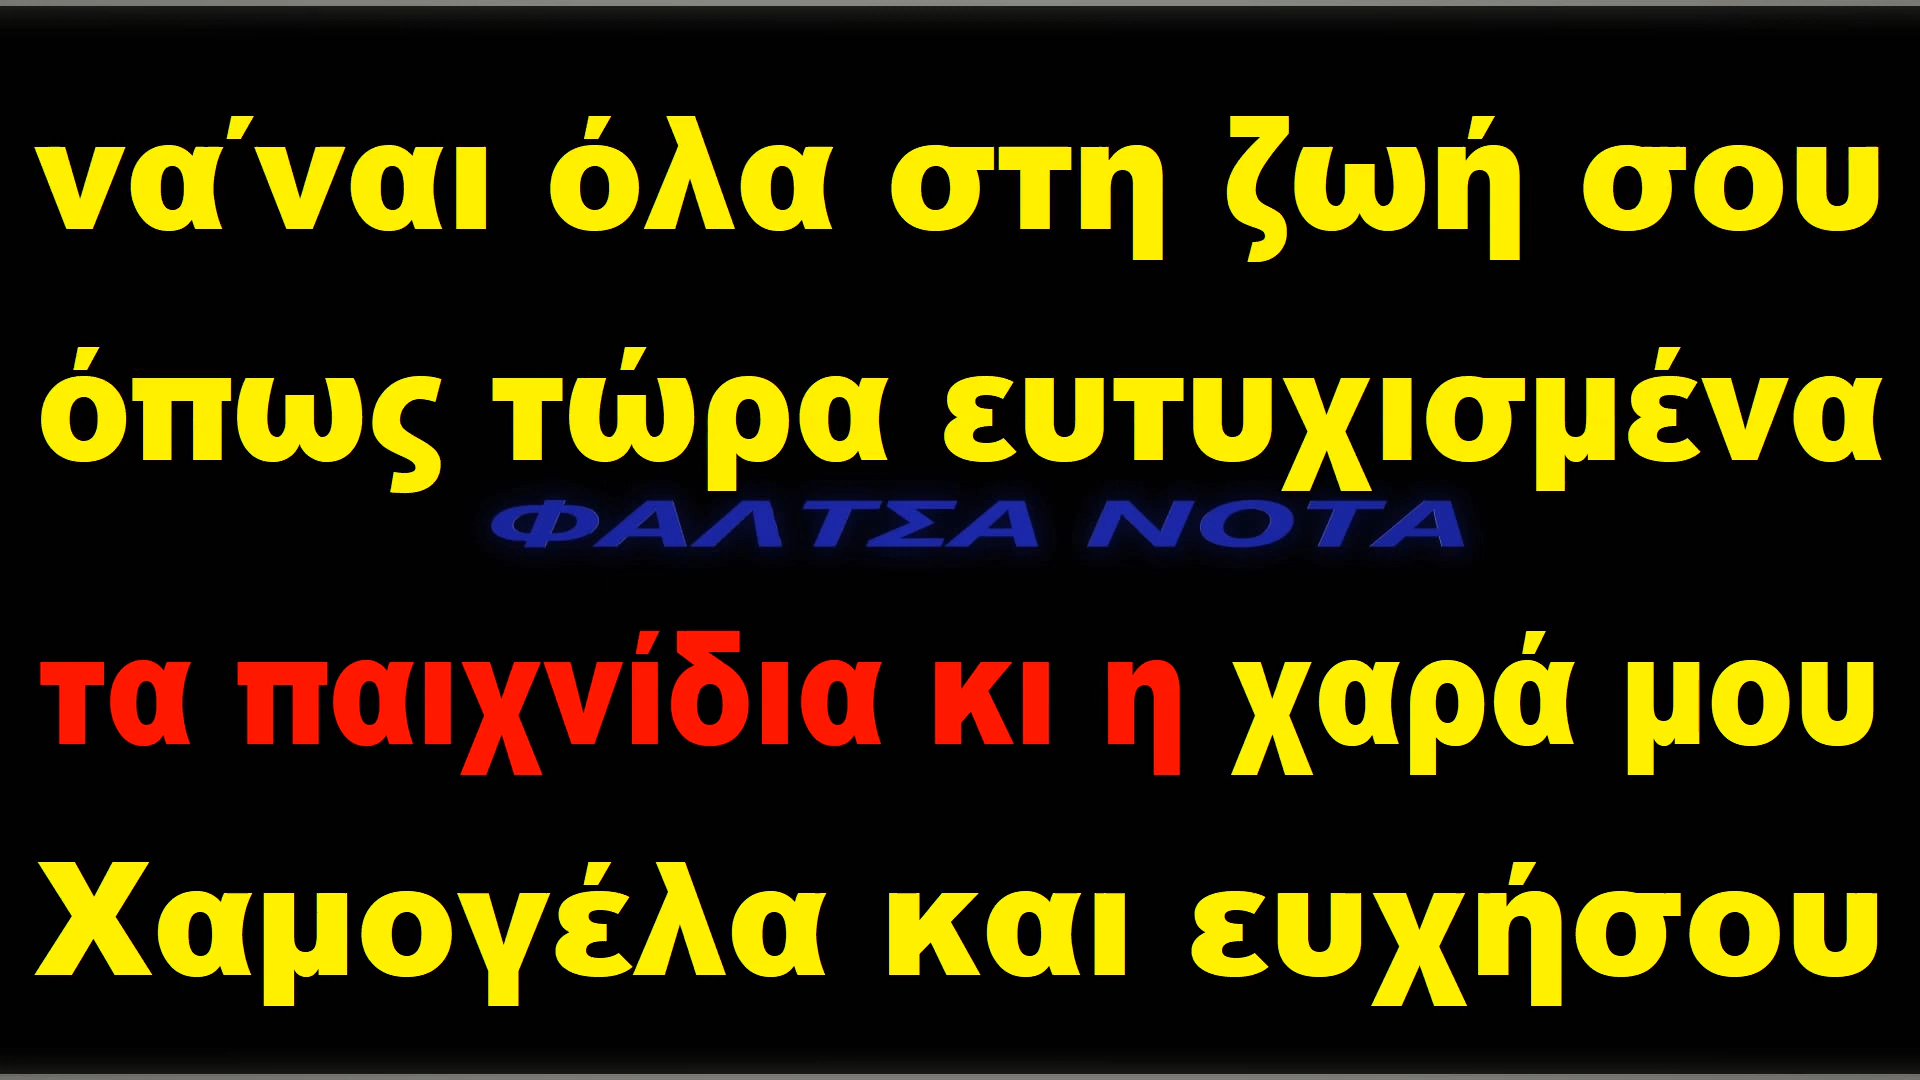 να΄ναι όλα στη ζωή σου
όπως τώρα ευτυχισμένα
ΦΑΛΤΣΑ ΝΟΤΑ
τα παιχνίδια κι η χαρά μου
Χαμογέλα και ευχήσου